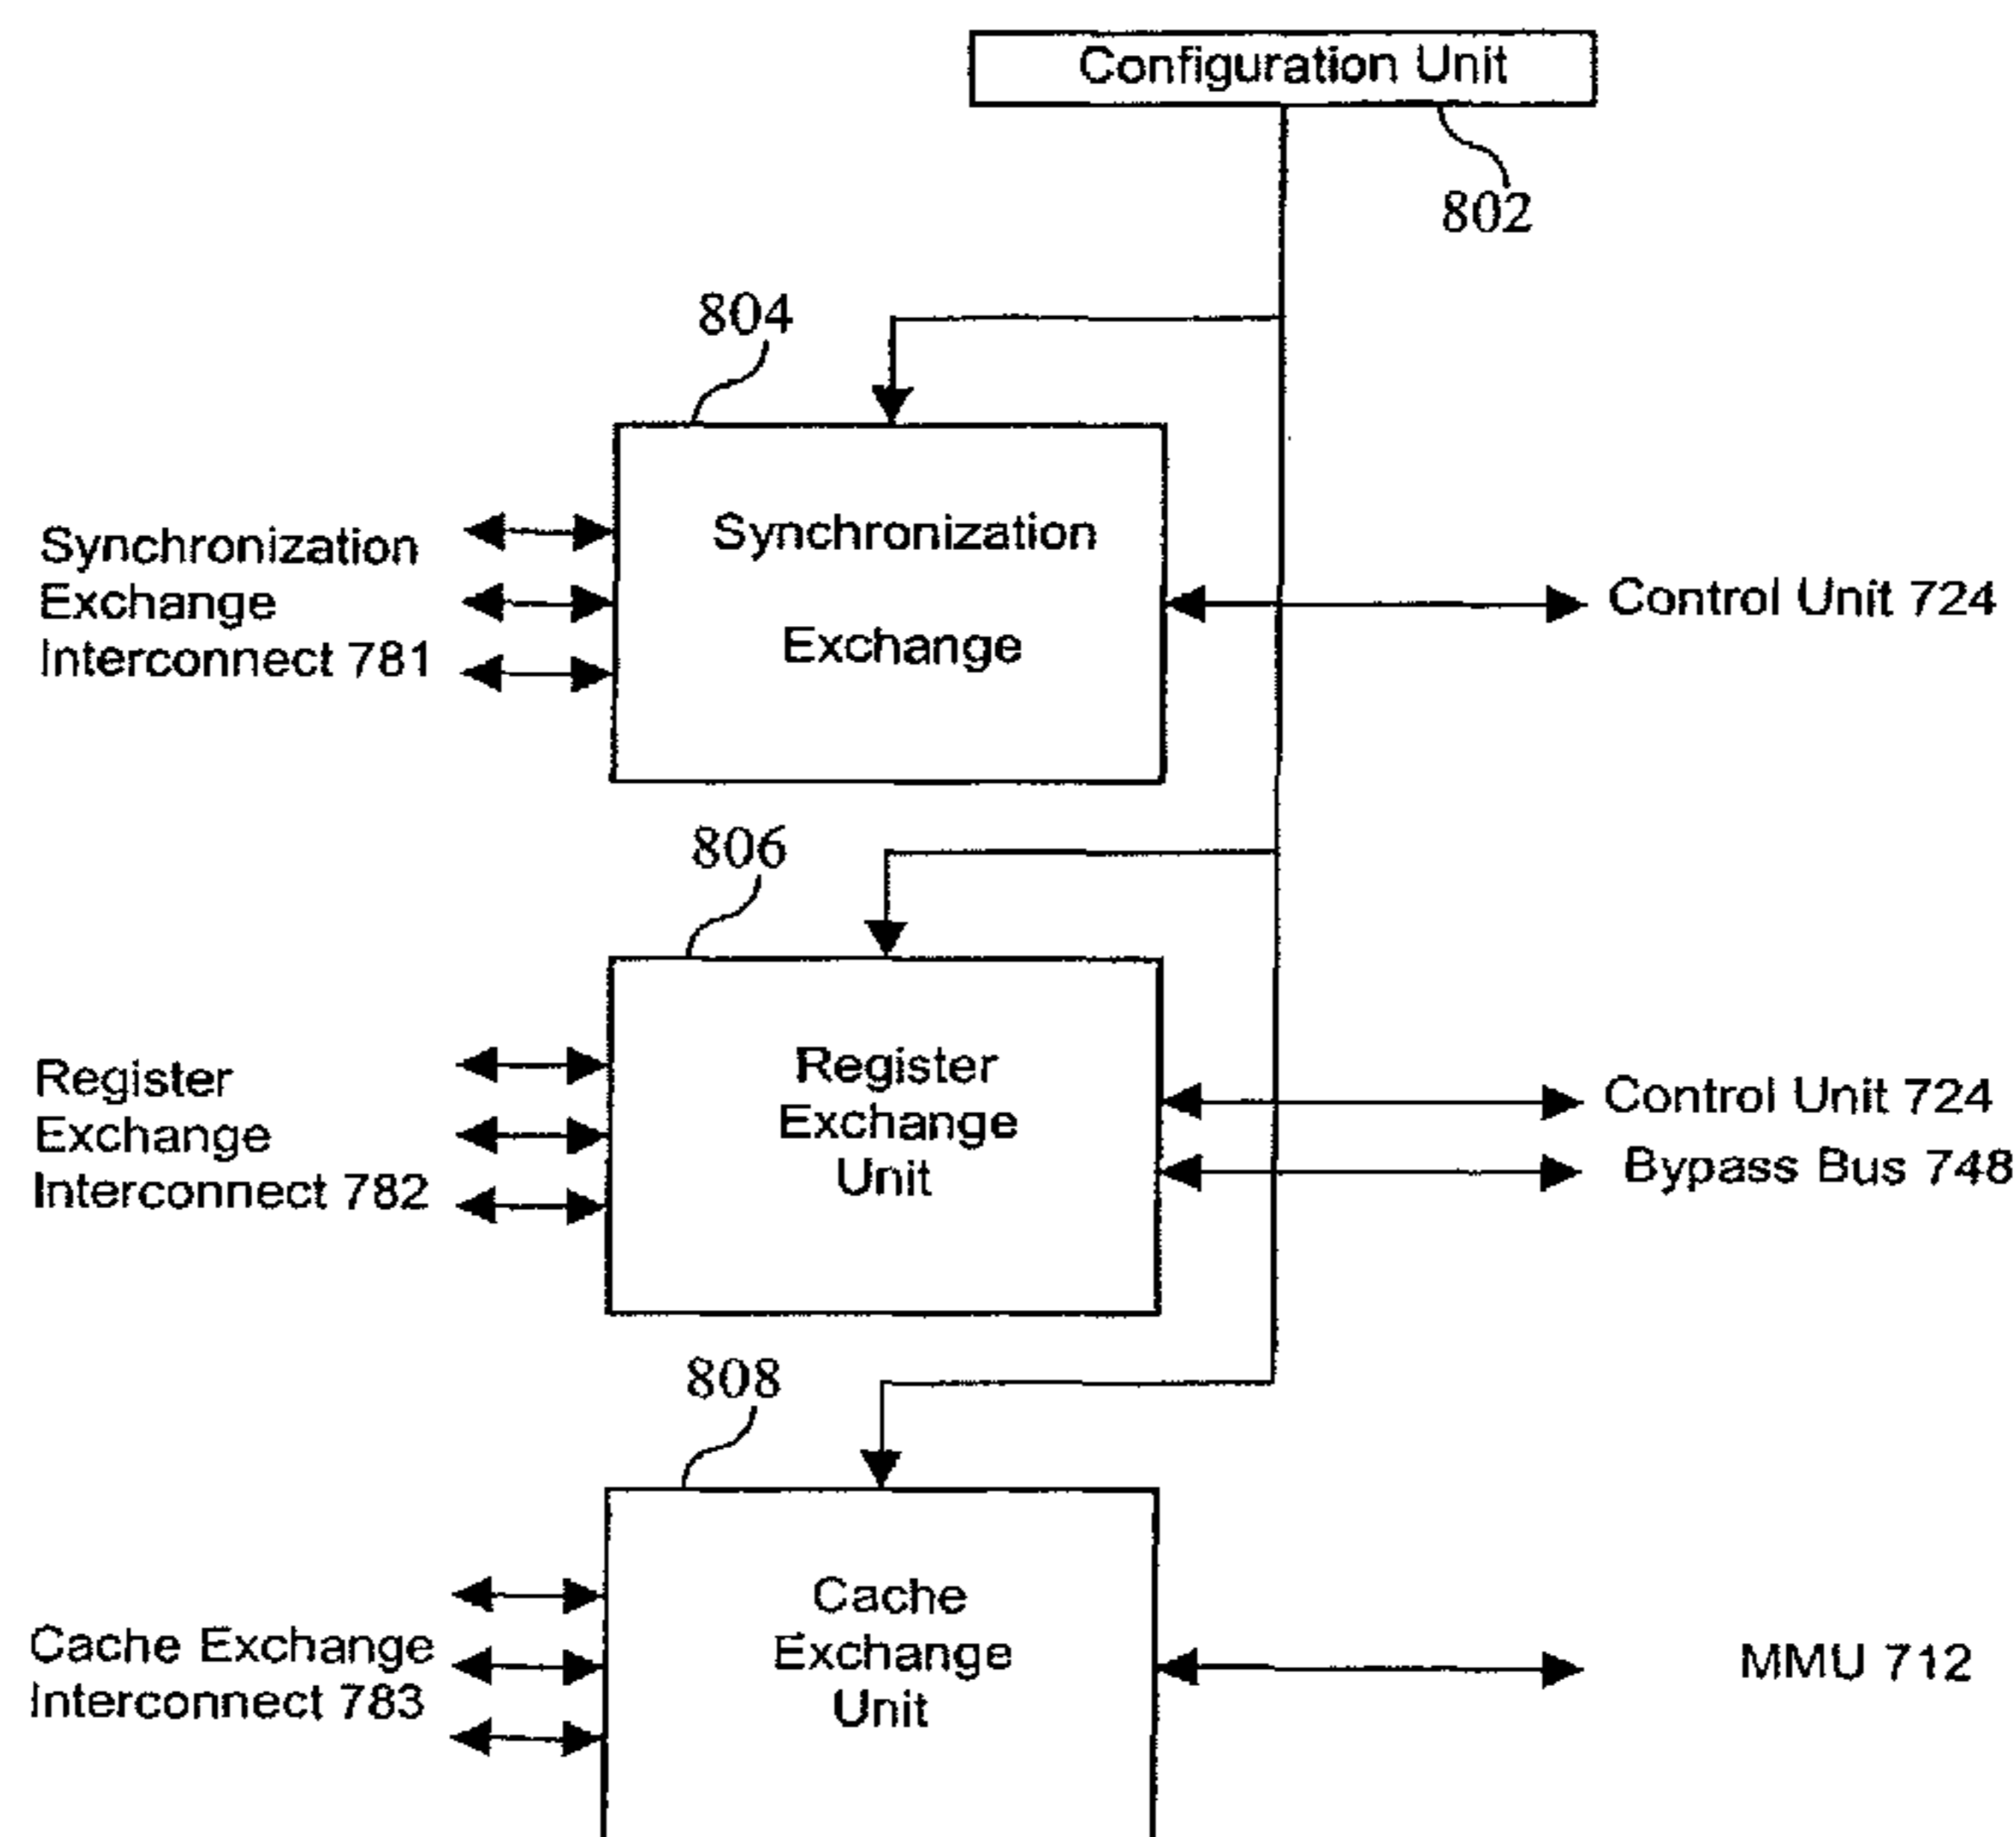 Configuration Unit
802
804
Synchronization
Exchange
Interconnect 781
Synchronization
Exchange
Control Unit 724
806
Register
Exchange
Interconnect 782
Register
Exchange
Unit
Control Unit 724
Bypass Bus 748
808
Cache Exchange
Interconnect 783
Cache
Exchange
Unit
MMU 712